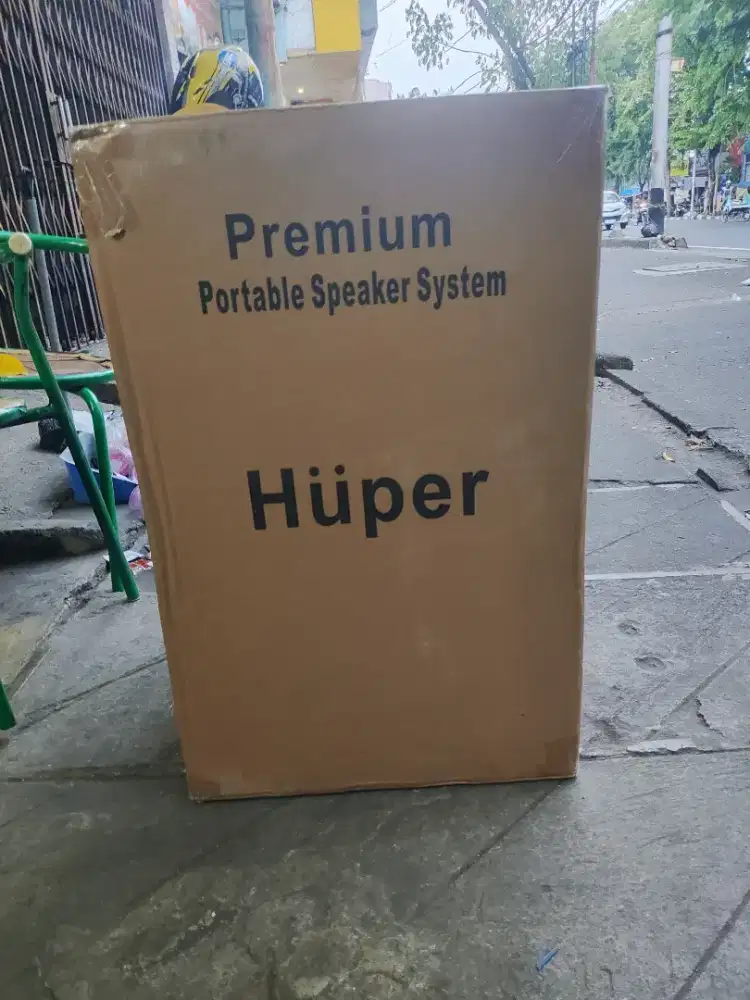 Premium
Portable Speaker System
Hüper